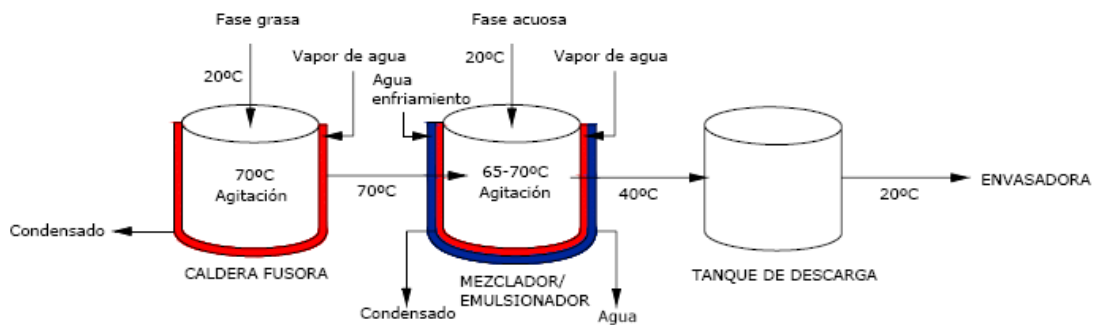 Fase grasa
Fase acuosa
20ºC
Vapor de agua
Agua
enfriamiento
20ºC
Vapor de agua
70ºC
Agitación
70ºC
65-70ºC
Agitación
40ºC
20ºC
ENVASADORA
Condensado
CALDERA FUSORA
MEZCLADOR/
EMULSIONADOR
TANQUE DE DESCARGA
Condensado
Agua